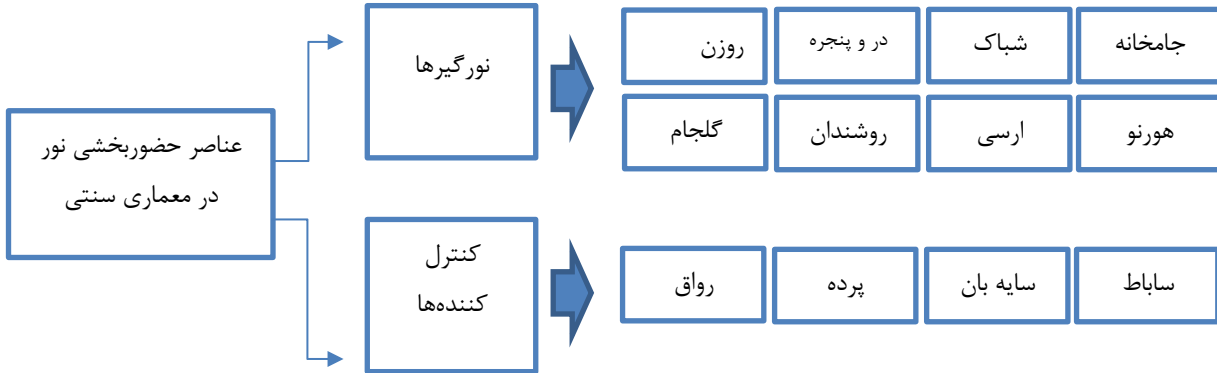 عناصر حضوربخشی نور
در معماری سنتی
نورگیرها
جامخانه
شباک
در و پنجره
روزن
هورنو
ارسی
روشندان
گلجام
کنترل
کننده‌ها
ساباط
سایه بان
پرده
رواق